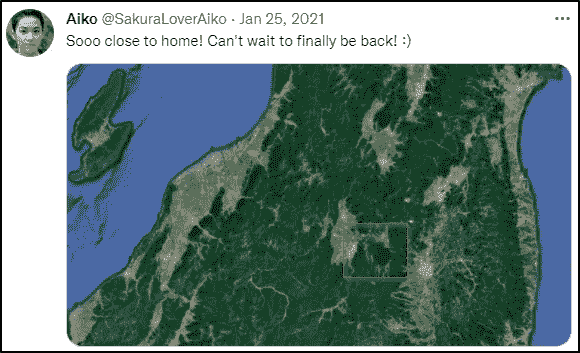 Aiko @SakuraLoverAiko · Jan 25, 2021
Sooo close to home! Can't wait to finally be back! :)